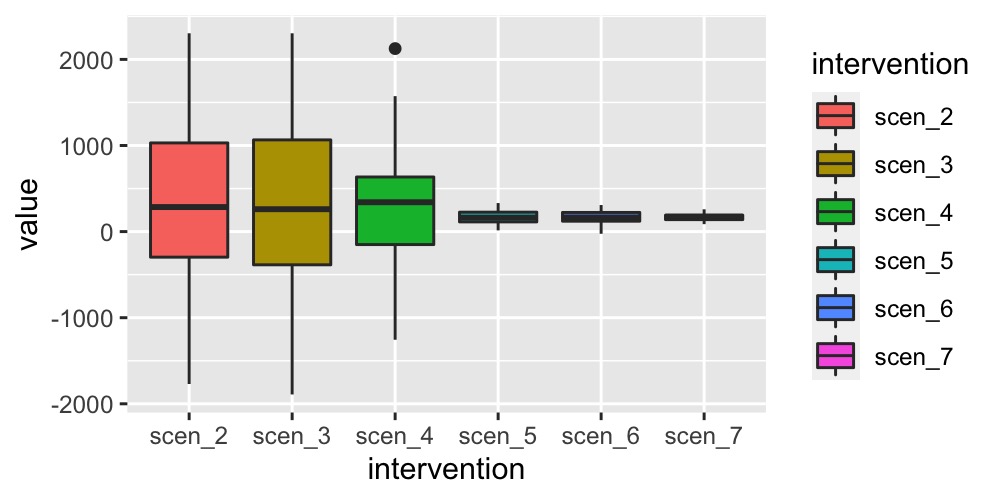 value
2000
1000
0
-1000
-2000
scen_2 scen_3 scen_4 scen_5 scen_6 scen_7
intervention
intervention
scen_2
scen_3
scen_4
scen_5
scen_6
scen_7